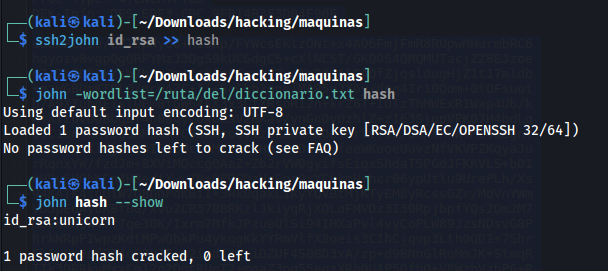 ┌──(kali㉿kali)-[~/Downloads/hacking/maquinas]
└─$ ssh2john id_rsa >> hash
┌──(kali㉿kali)-[~/Downloads/hacking/maquinas]
└─$ john -wordlist=/ruta/del/diccionario.txt hash
Using default input encoding: UTF-8
Loaded 1 password hash (SSH, SSH private key [RSA/DSA/EC/OPENSSH 32/64])
No password hashes left to crack (see FAQ)
┌──(kali㉿kali)-[~/Downloads/hacking/maquinas]
└─$ john hash --show
id_rsa:unicorn
1 password hash cracked, 0 left